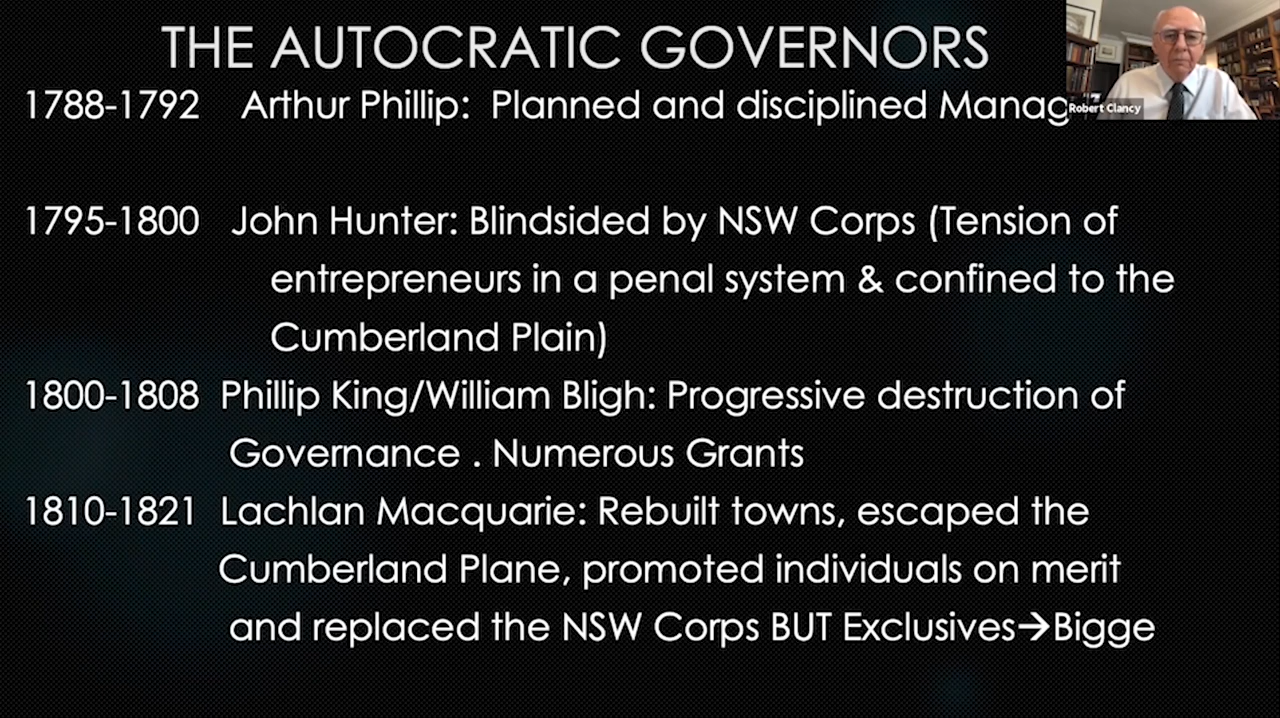 THE AUTOCRATIC GOVERNORS
1788-1792 Arthur Phillip: Planned and disciplined Manag
Robert Clancy
1795-1800 John Hunter: Blindsided by NSW Corps (Tension of
entrepreneurs in a penal system & confined to the
Cumberland Plain)
1800-1808 Phillip King/William Bligh: Progressive destruction of
Governance . Numerous Grants
1810-1821 Lachlan Macquarie: Rebuilt towns, escaped the
Cumberland Plane, promoted individuals on merit
and replaced the NSW Corps BUT Exclusives→Bigge